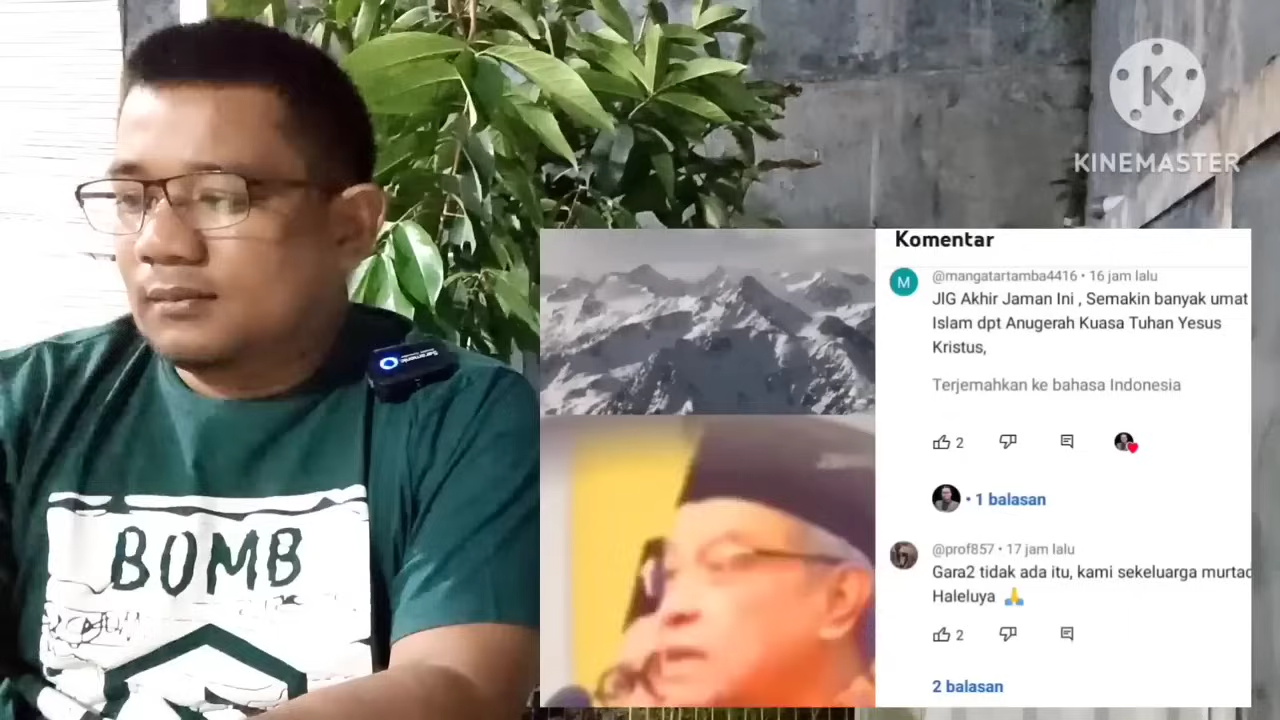 KINEMASTER
K
Saramonic
BOMB
Komentar
M
@mangatartamba4416 • 16 jam lalu
JIG Akhir Jaman Ini , Semakin banyak umat
Islam dpt Anugerah Kuasa Tuhan Yesus
Kristus,
Terjemahkan ke bahasa Indonesia
2
• 1 balasan
@prof857 • 17 jam lalu
Gara2 tidak ada itu, kami sekeluarga murtad
Haleluya 🙏
2
2 balasan